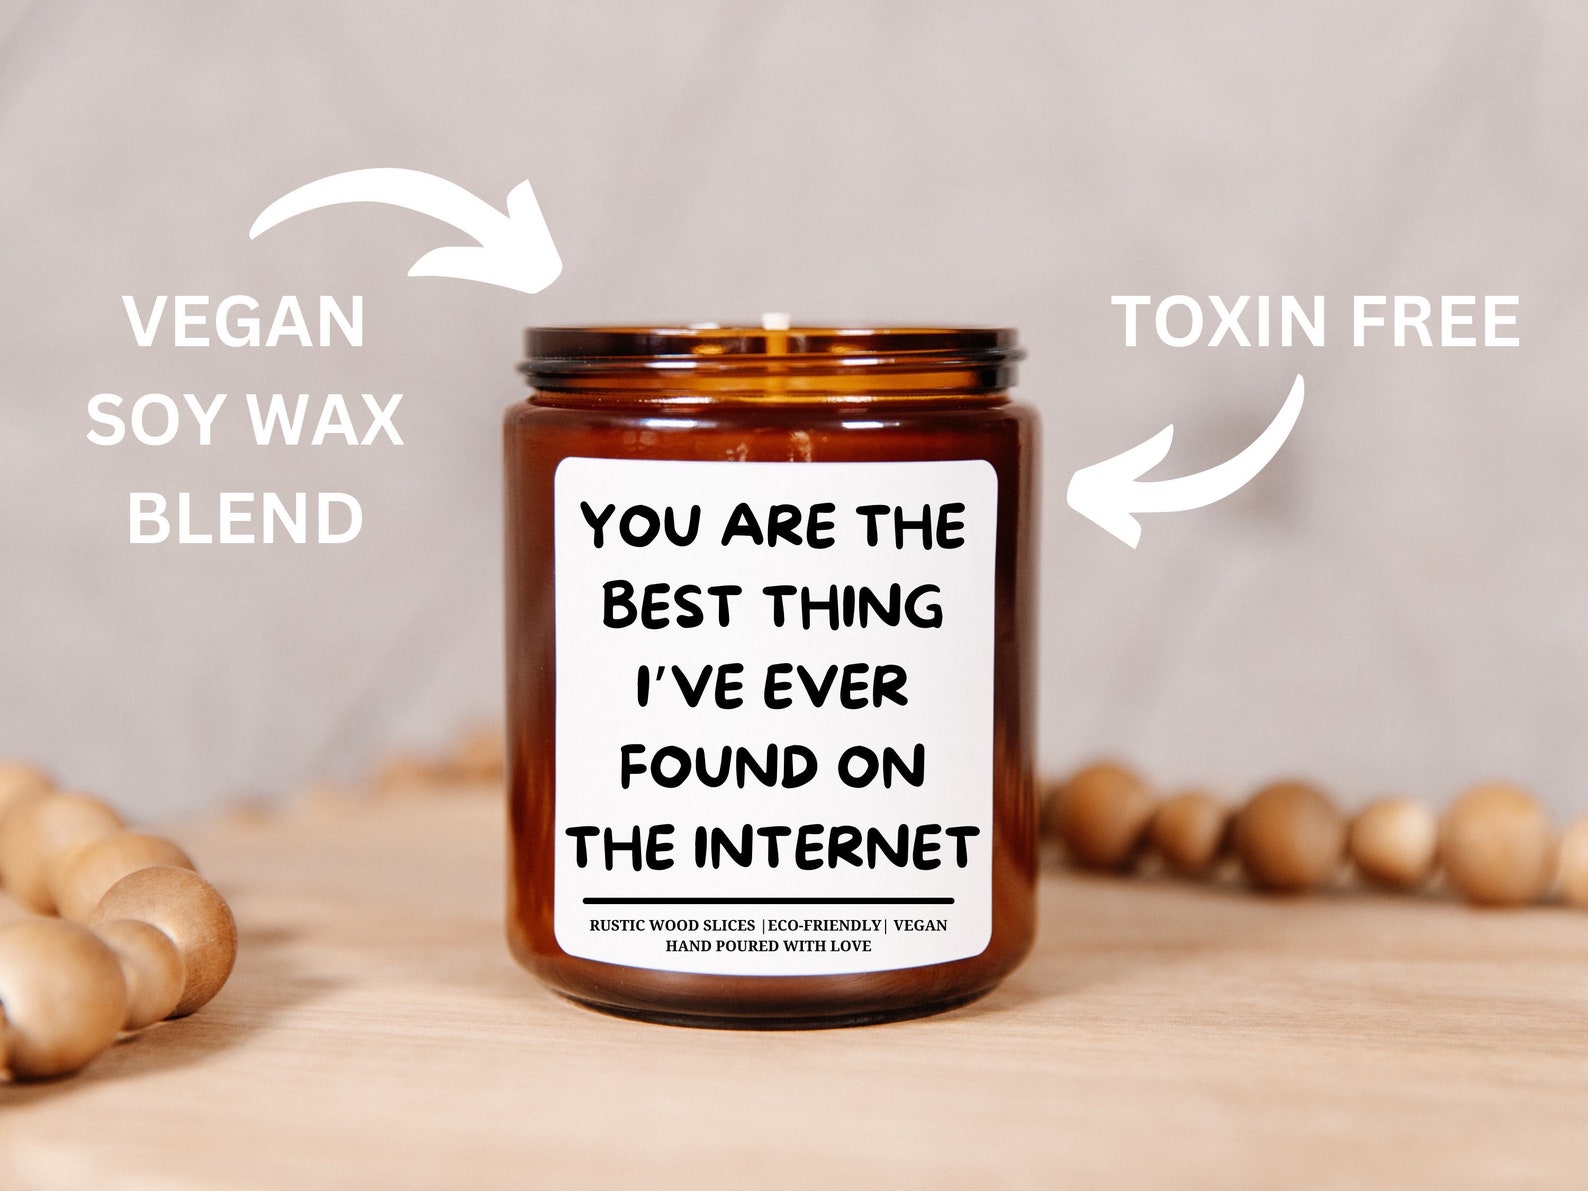 VEGAN
SOY WAX
BLEND
TOXIN FREE
YOU ARE THE
BEST THING
I'VE EVER
FOUND ON
THE INTERNET
RUSTIC WOOD SLICES |ECO-FRIENDLY| VEGAN
HAND POURED WITH LOVE